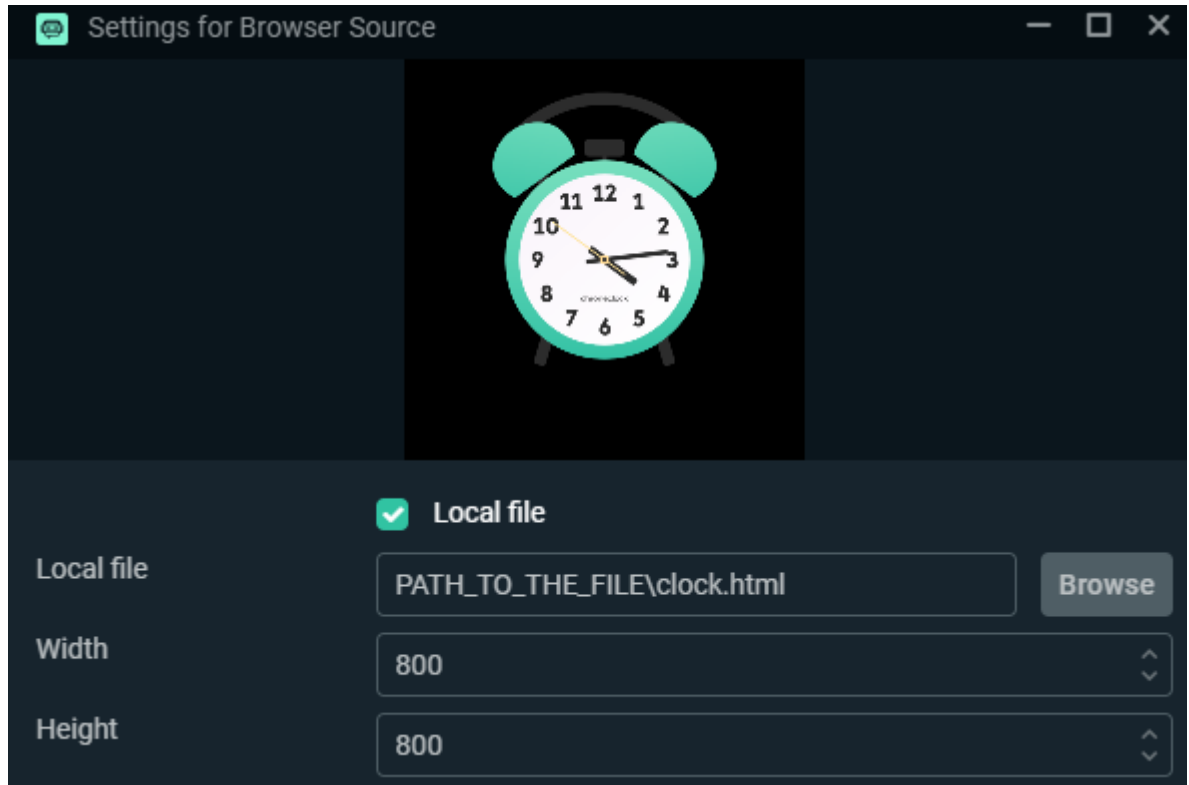 Settings for Browser Source
12
11 1
10 2
9 3
8 4
7 5
6
Local file
Local file
PATH_TO_THE_FILE\clock.html
Browse
Width
800
Height
800